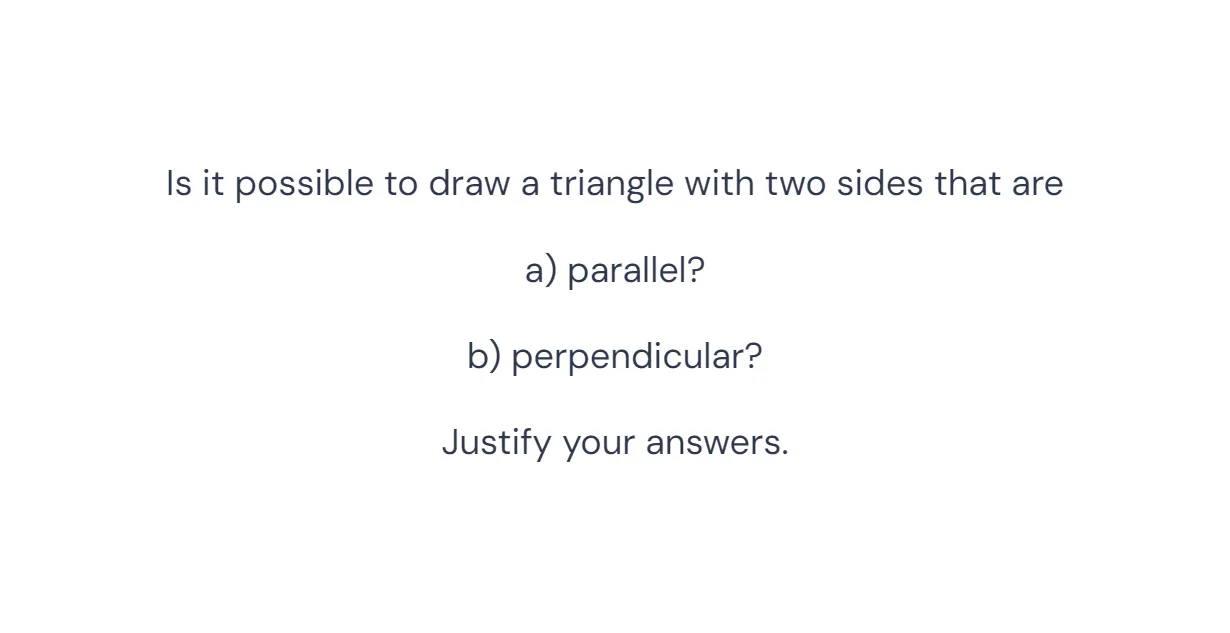 Is it possible to draw a triangle with two sides that are
a) parallel?
b) perpendicular?
Justify your answers.